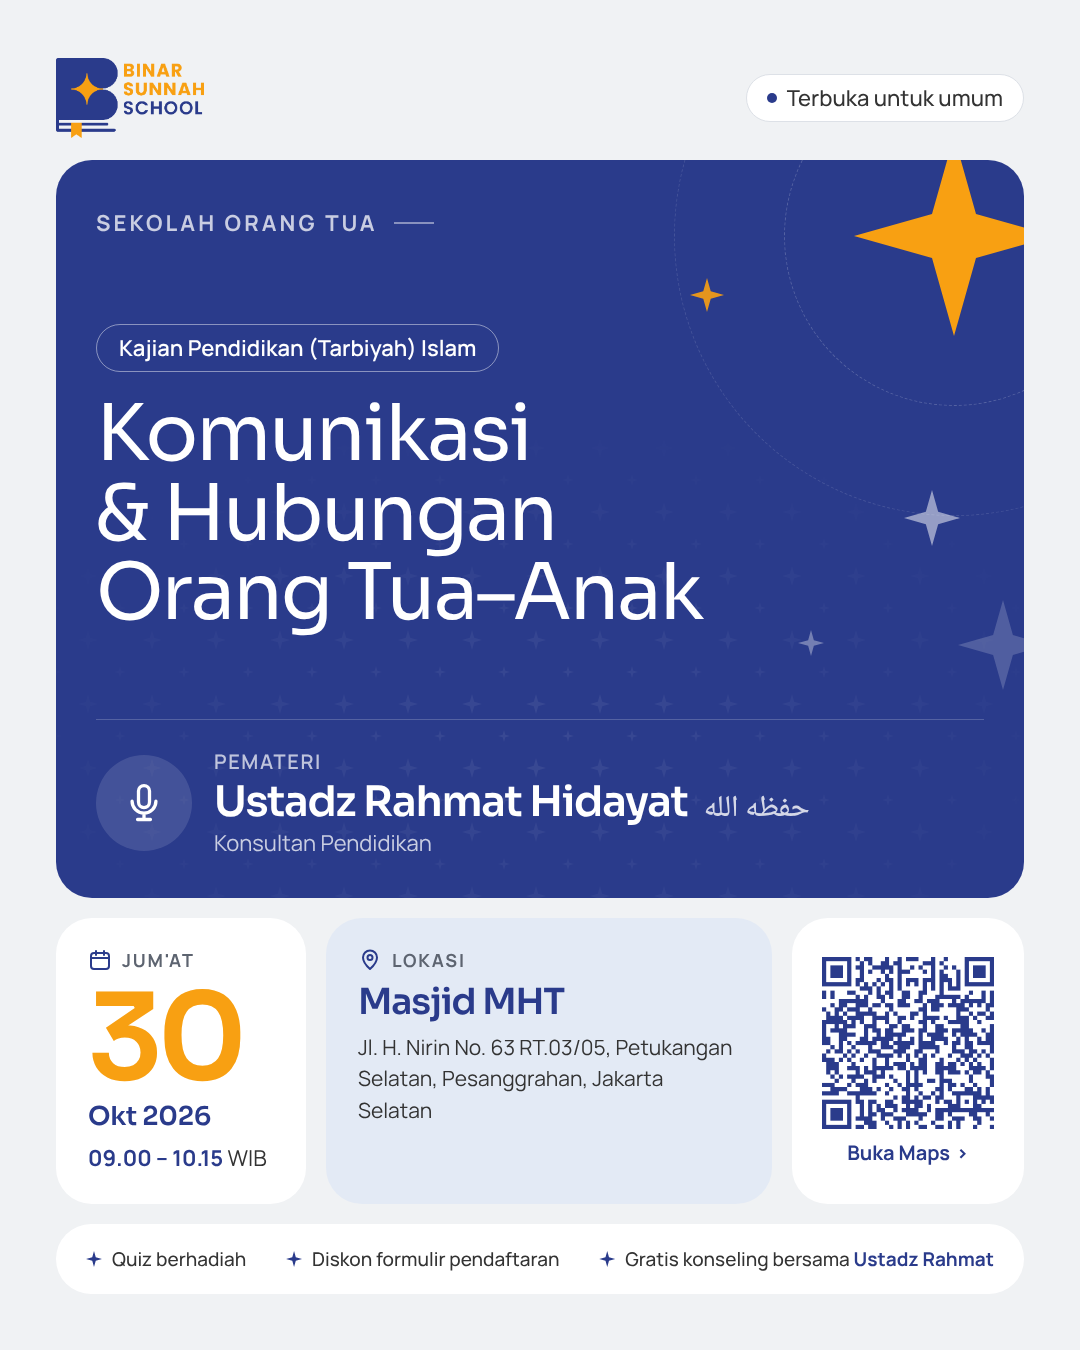 BINAR
SUNNAH
SCHOOL
Terbuka untuk umum
SEKOLAH ORANG TUA
Kajian Pendidikan (Tarbiyah) Islam
Komunikasi
& Hubungan
Orang Tua–Anak
PEMATERI
Ustadz Rahmat Hidayat حفظه الله
Konsultan Pendidikan
JUM'AT
30
Okt 2026
09.00 – 10.15 WIB
LOKASI
Masjid MHT
Jl. H. Nirin No. 63 RT.03/05, Petukangan
Selatan, Pesanggrahan, Jakarta
Selatan
Buka Maps ›
Quiz berhadiah
Diskon formulir pendaftaran
Gratis konseling bersama Ustadz Rahmat